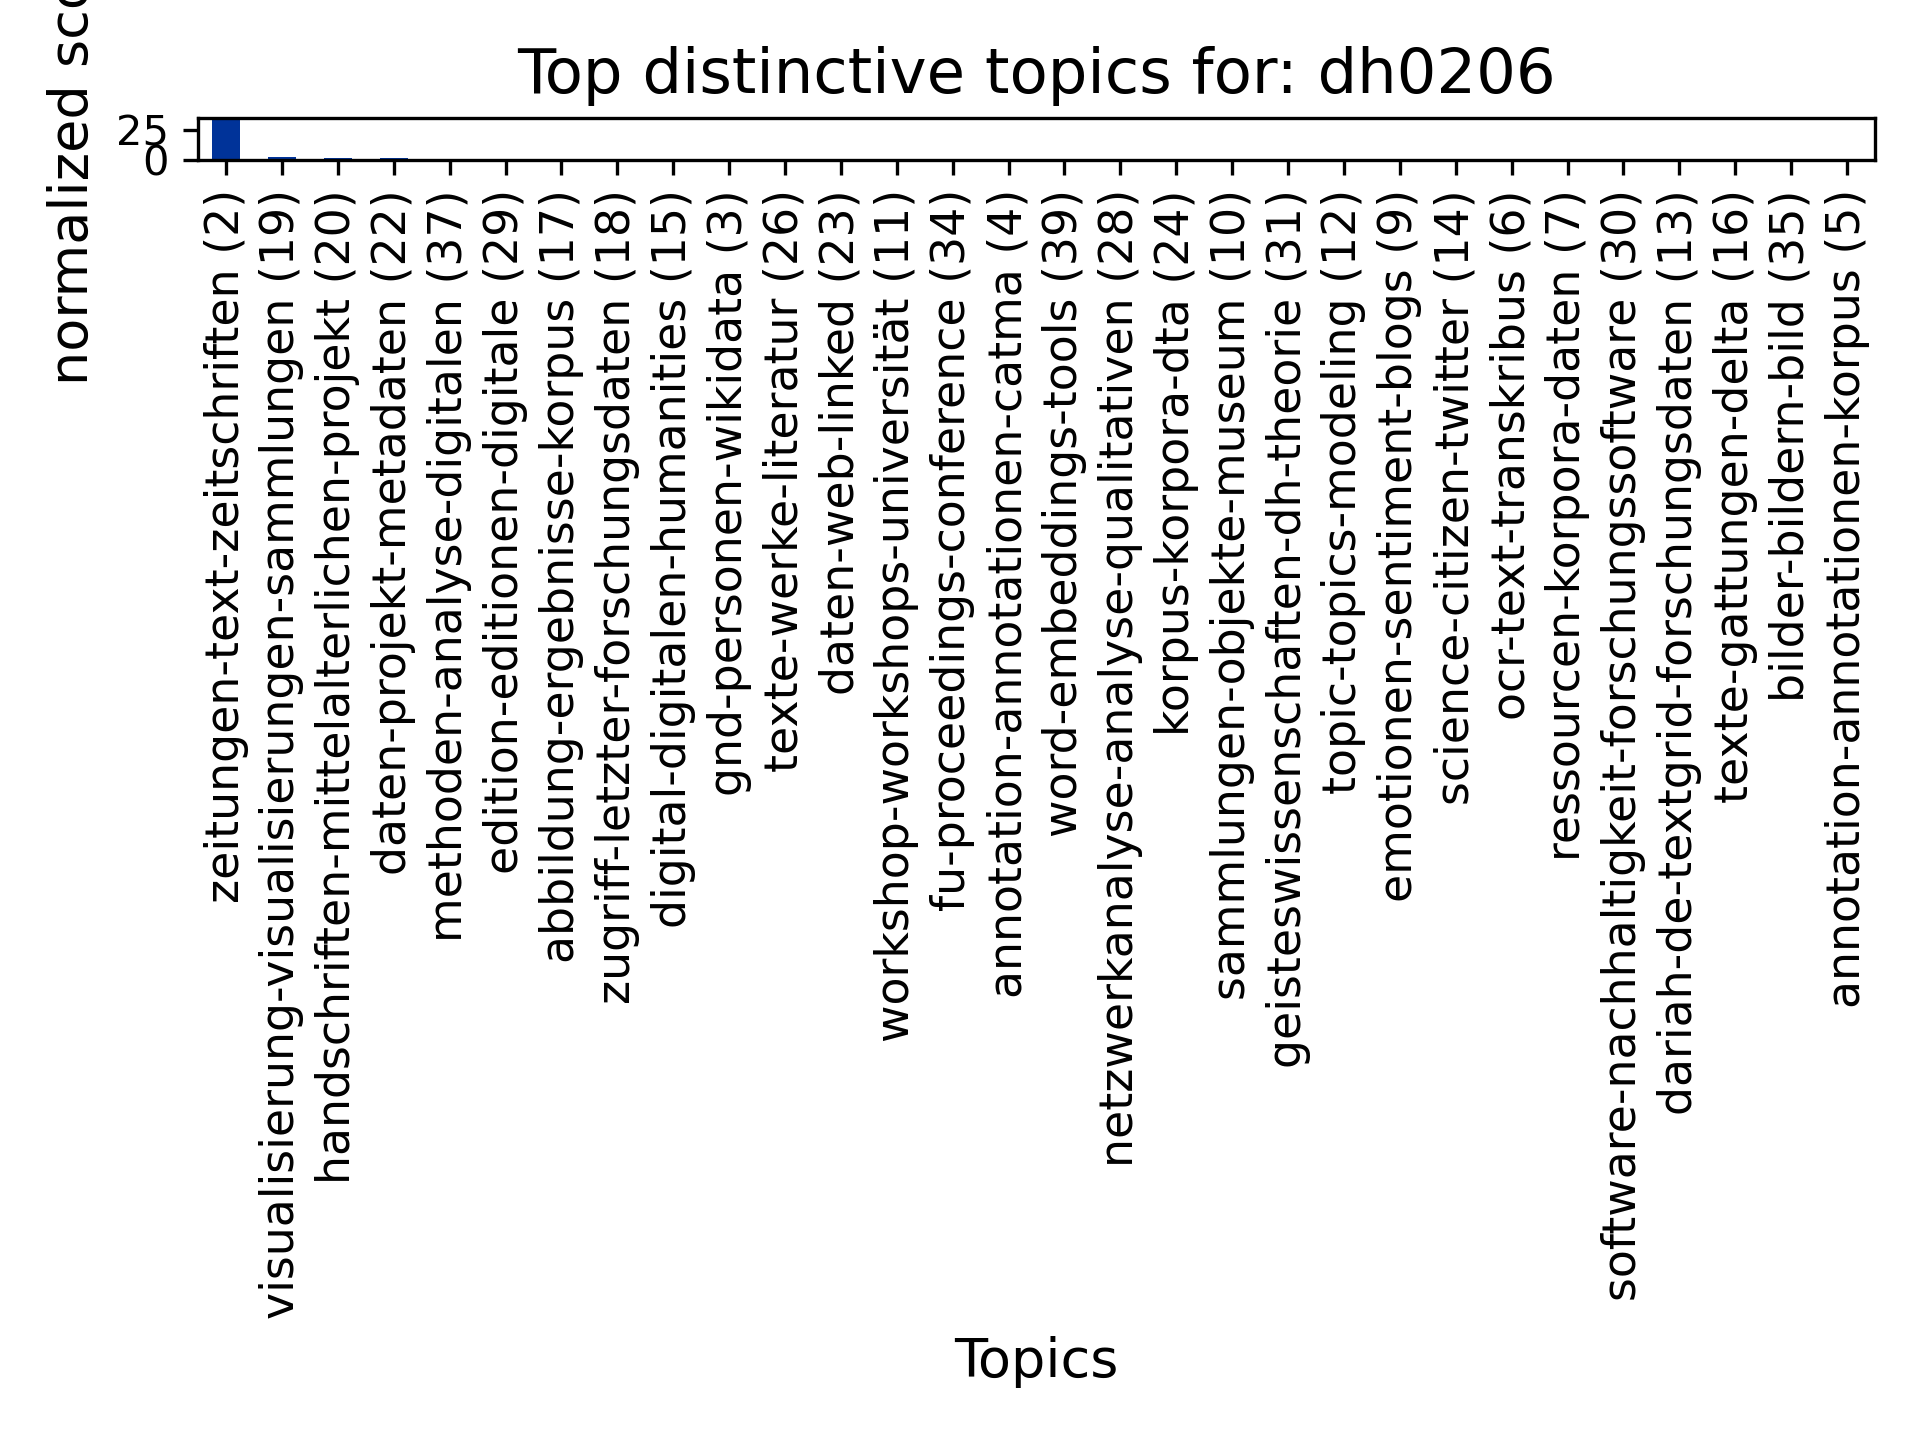 Top distinctive topics for: dh0206
normalized sco
25
0
zeitungen-text-zeitschriften (2)
visualisierung-visualisierungen-sammlungen (19)
handschriften-mittelalterlichen-projekt (20)
daten-projekt-metadaten (22)
methoden-analyse-digitalen (37)
edition-editionen-digitale (29)
abbildung-ergebnisse-korpus (17)
zugriff-letzter-forschungsdaten (18)
digital-digitalen-humanities (15)
gnd-personen-wikidata (3)
texte-werke-literatur (26)
daten-web-linked (23)
workshop-workshops-universität (11)
fu-proceedings-conference (34)
annotation-annotationen-catma (4)
word-embeddings-tools (39)
netzwerkanalyse-analyse-qualitativen (28)
korpus-korpora-dta (24)
sammlungen-objekte-museum (10)
geisteswissenschaften-dh-theorie (31)
topic-topics-modeling (12)
emotionen-sentiment-blogs (9)
science-citizen-twitter (14)
ocr-text-transkribus (6)
ressourcen-korpora-daten (7)
software-nachhaltigkeit-forschungssoftware (30)
dariah-de-textgrid-forschungsdaten (13)
texte-gattungen-delta (16)
bilder-bildern-bild (35)
annotation-annotationen-korpus (5)
Topics